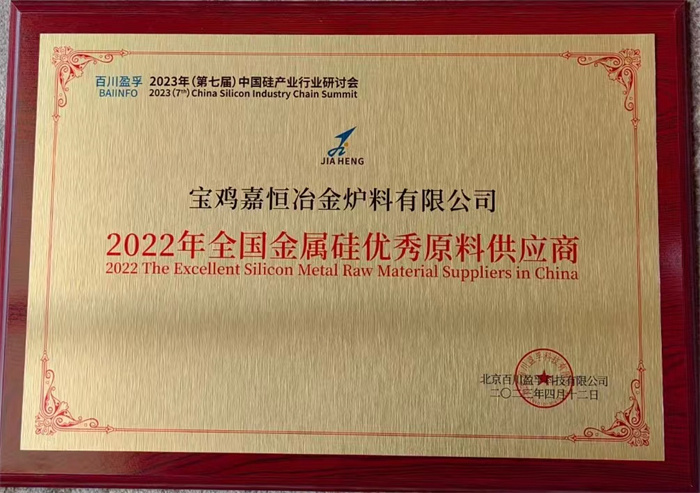 百川盈孚
BAIINFO
2023年(第七届)中国硅产业行业研讨会
2023(7th) China Silicon Industry Chain Summit
JIA HENG
宝鸡嘉恒冶金炉料有限公司
2022年全国金属硅优秀原料供应商
2022 The Excellent Silicon Metal Raw Material Suppliers in China
北京百川盈孚科技有限公司
二〇二三年四月十二日